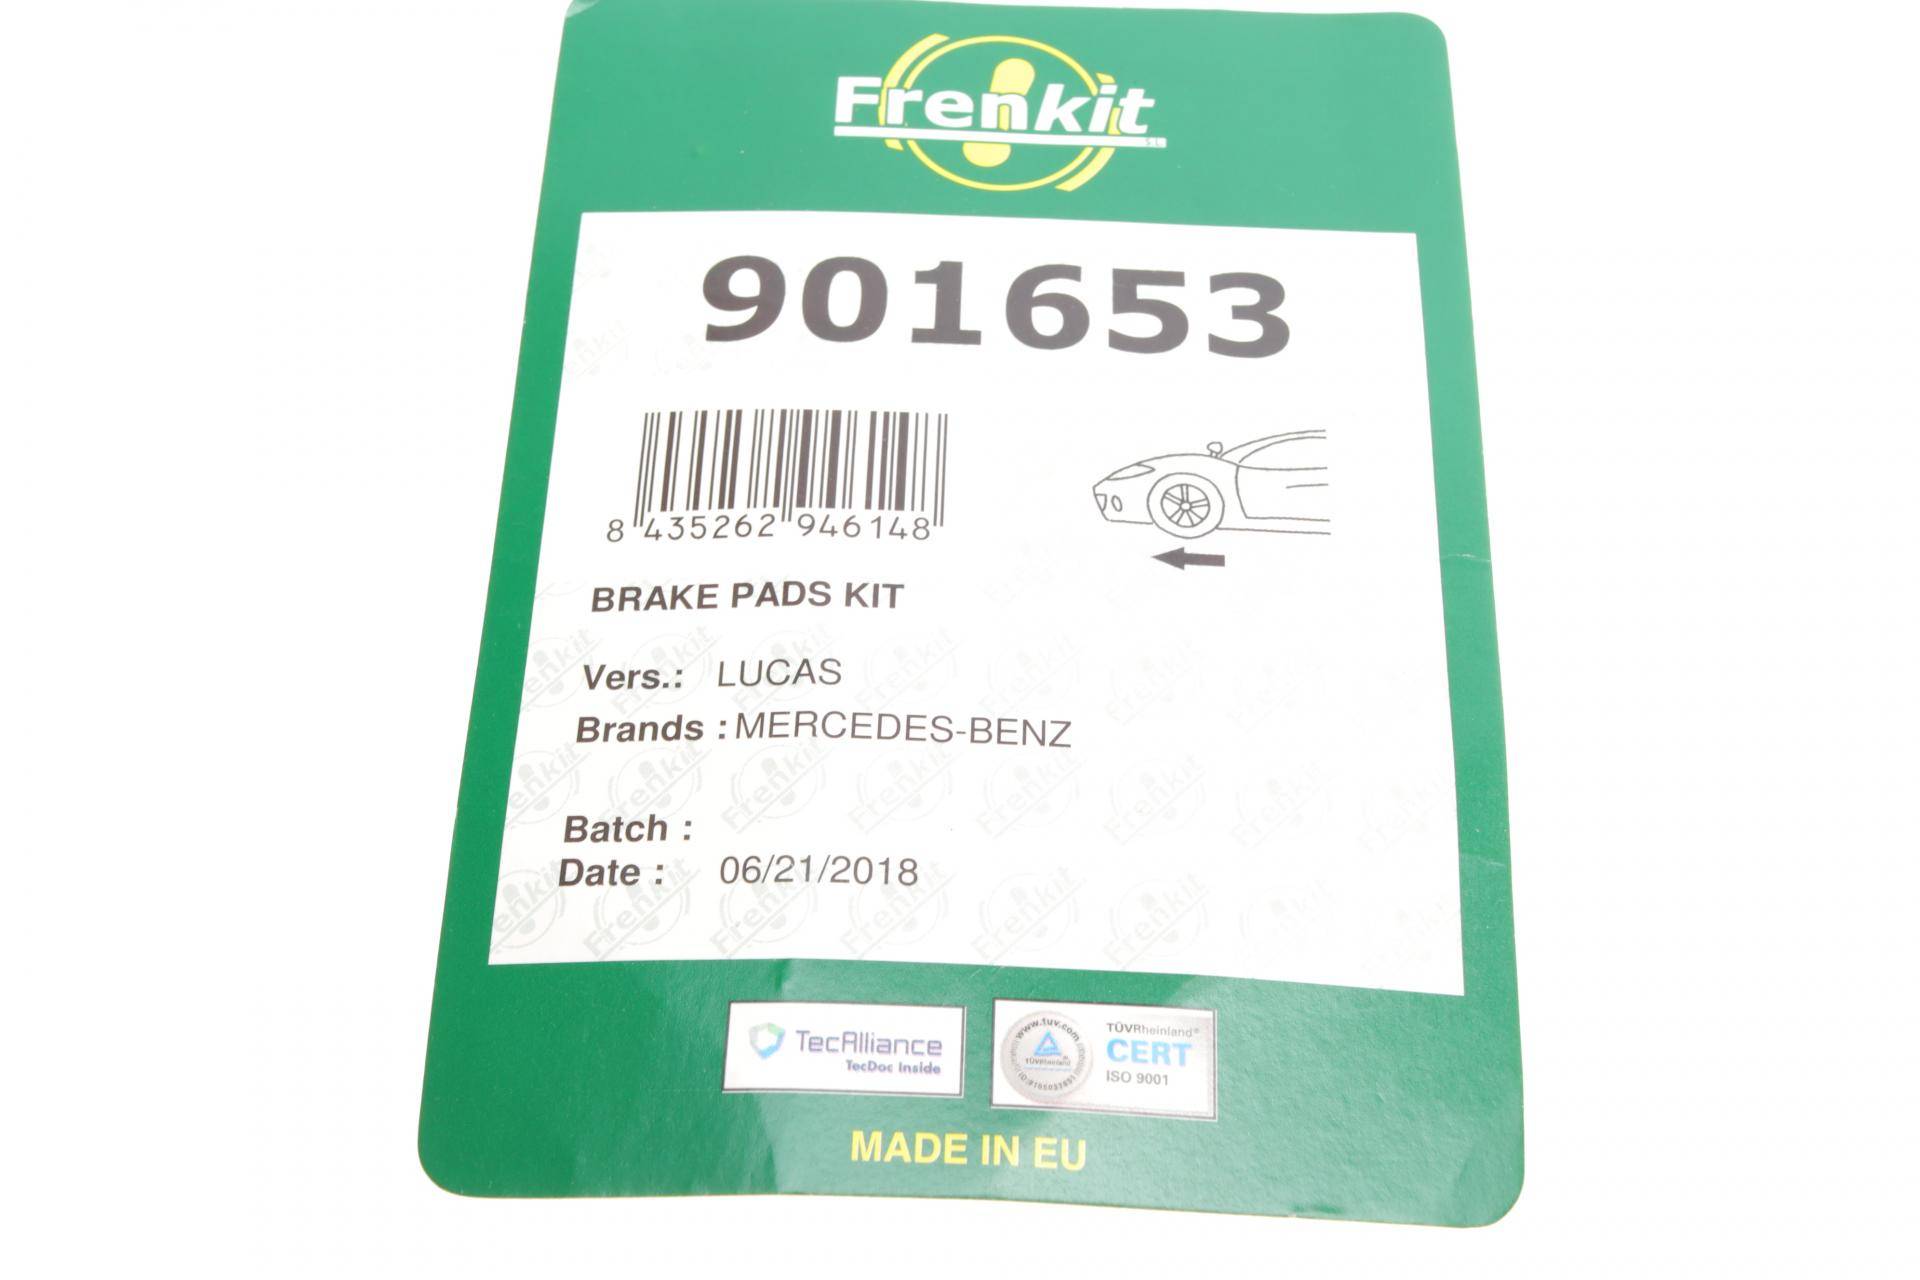 Frenkit
S.L.
901653
8 435262 946148
BRAKE PADS KIT
Vers.: LUCAS
Brands : MERCEDES-BENZ
Batch :
Date : 06/21/2018
TecAlliance
TecDoc Inside
www.tuv.com
TÜVRheinland
TÜVRheinland®
CERT
ISO 9001
MADE IN EU